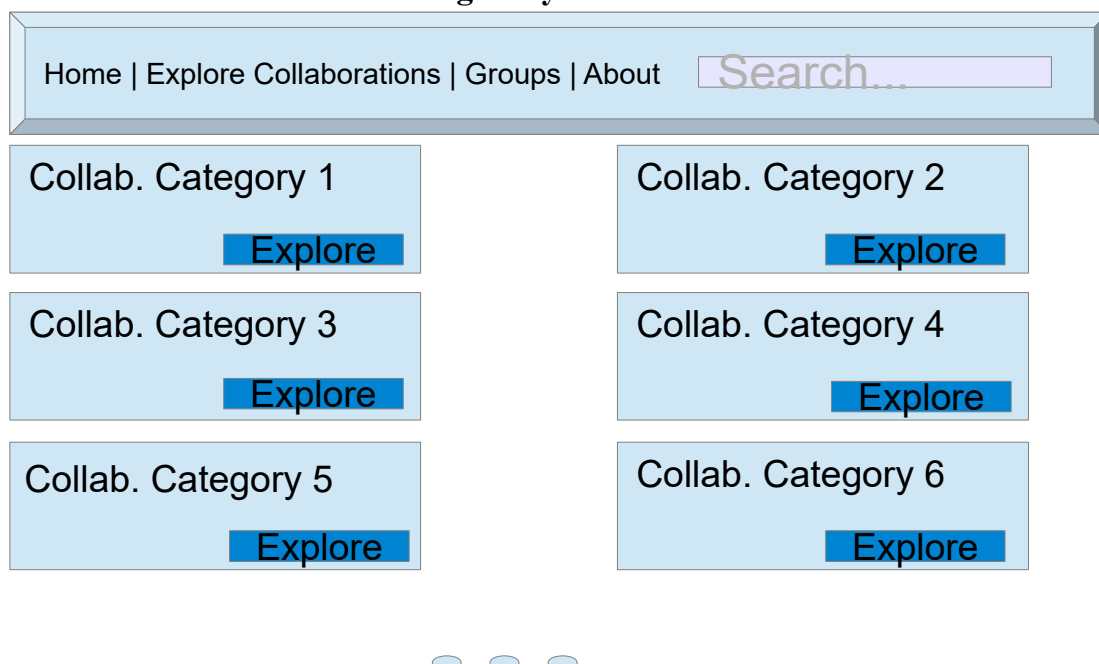 Home | Explore Collaborations | Groups | About
Search...
Collab. Category 1
Explore
Collab. Category 2
Explore
Collab. Category 3
Explore
Collab. Category 4
Explore
Collab. Category 5
Explore
Collab. Category 6
Explore